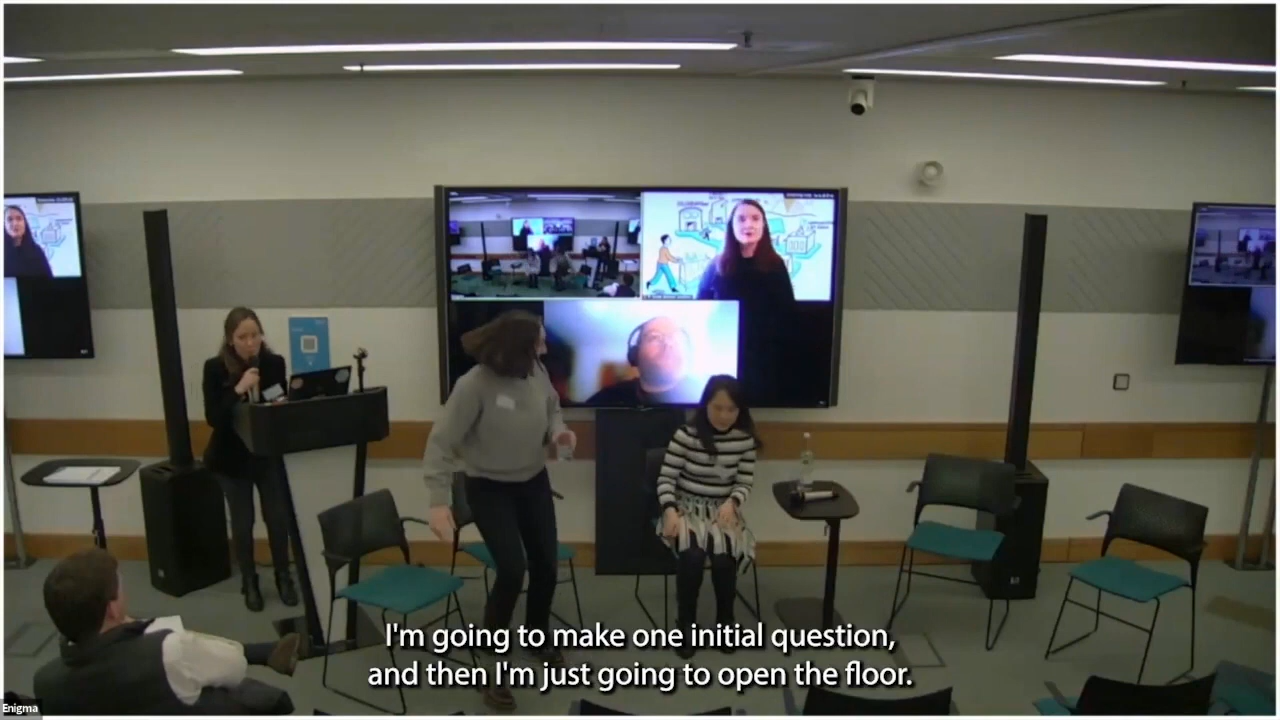 I'm going to make one initial question,
and then I'm just going to open the floor.
Enigma